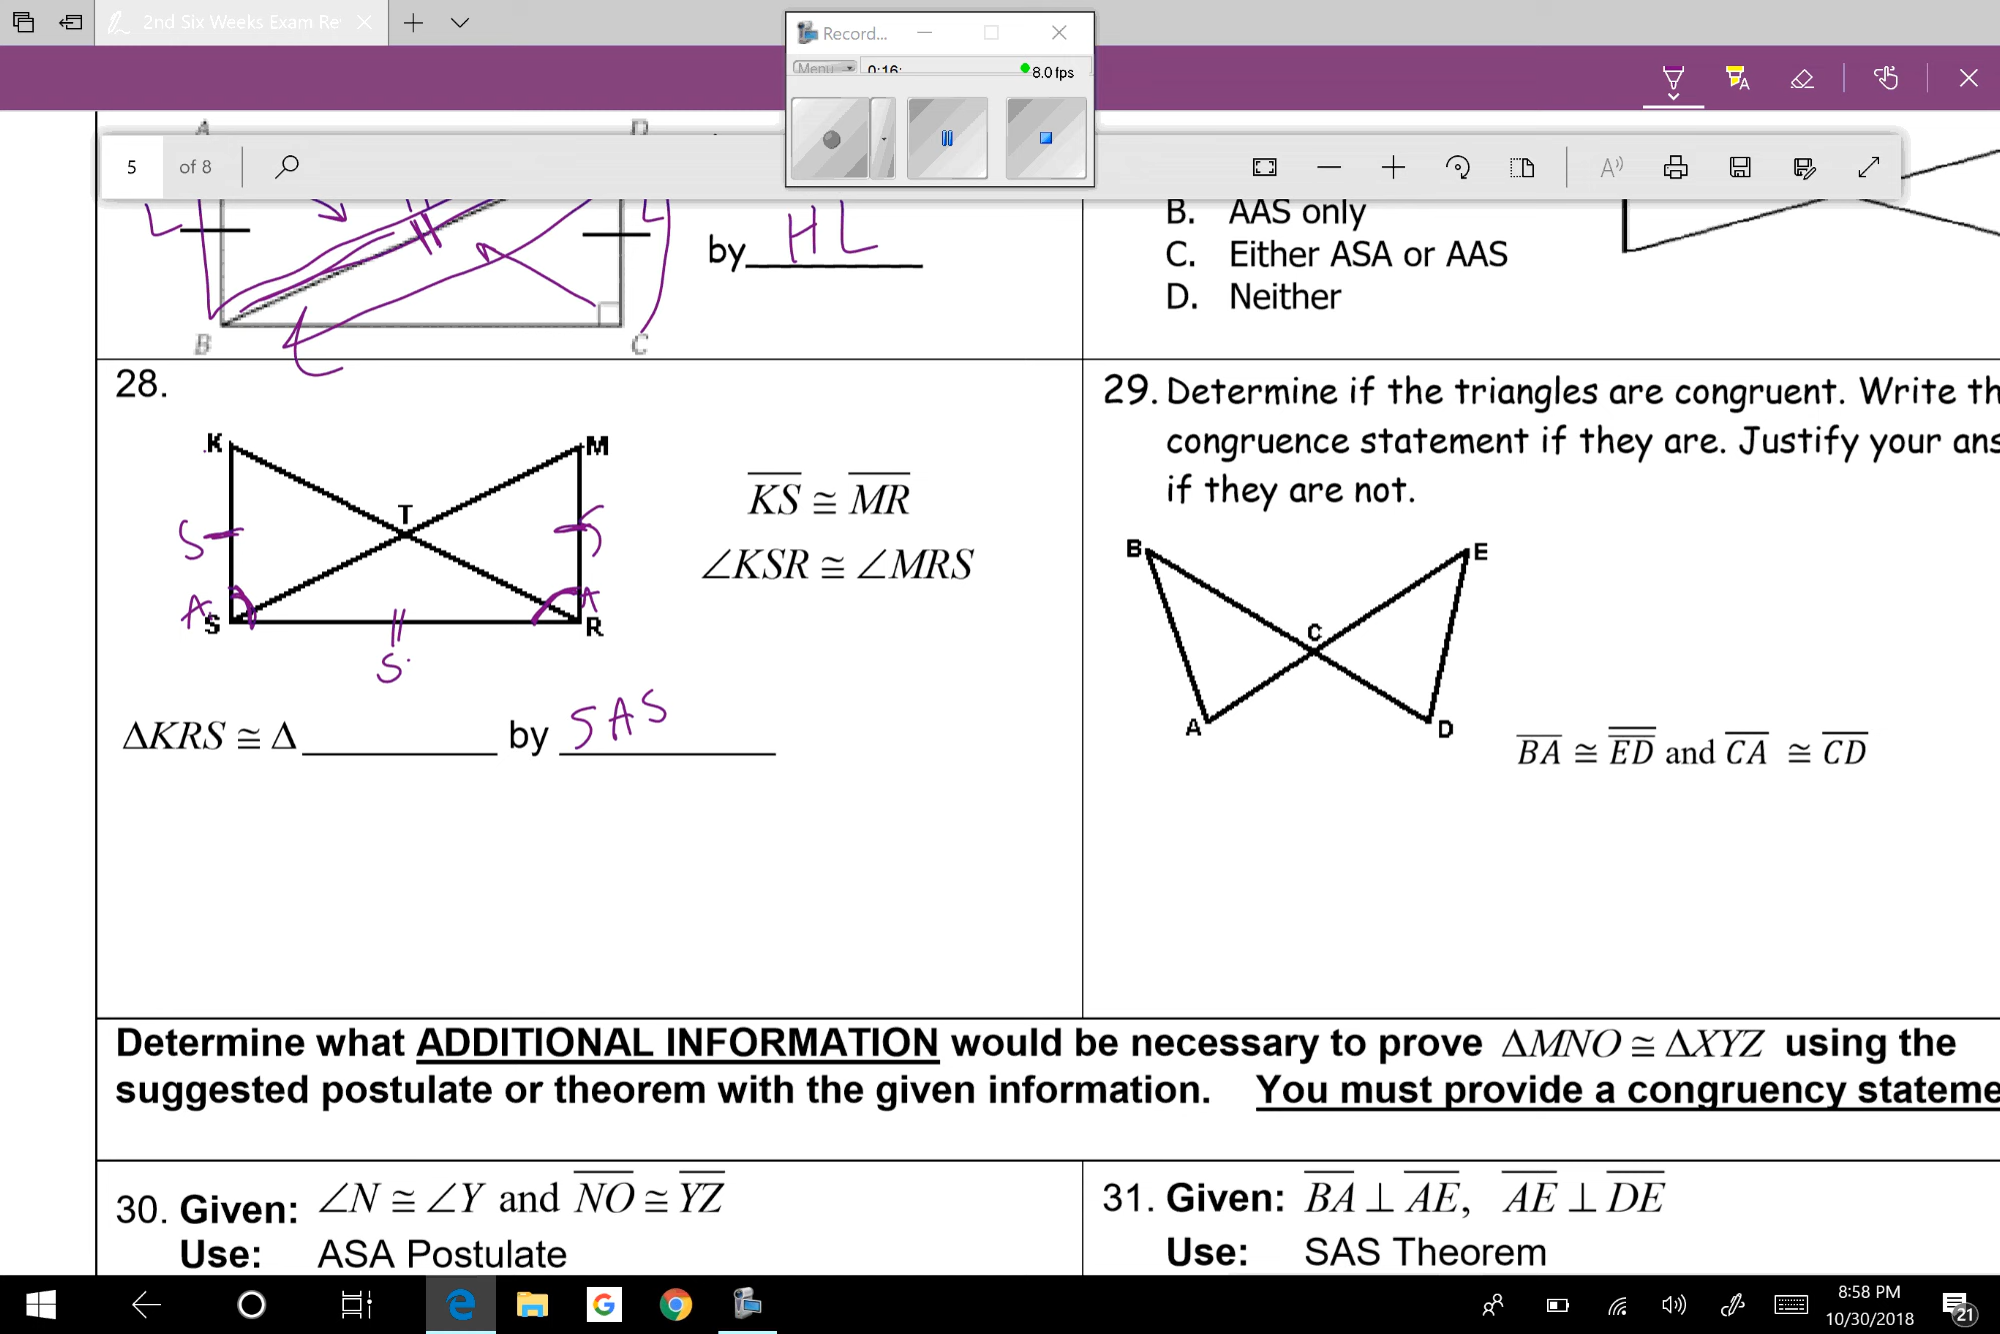 2nd Six Weeks Exam Re
Record...
Menu
0:16:
8.0 fps
5 of 8
A
D
L
L
B
C
by HL
B. AAS only
C. Either ASA or AAS
D. Neither
28.
K
M
T
S
S
A
A
S
R
S
KS ≅ MR
∠KSR ≅ ∠MRS
ΔKRS ≅ Δ__________ by SAS
29. Determine if the triangles are congruent. Write th
congruence statement if they are. Justify your ans
if they are not.
B
E
C
A
D
BA ≅ ED and CA ≅ CD
Determine what ADDITIONAL INFORMATION would be necessary to prove ΔMNO ≅ ΔXYZ using the
suggested postulate or theorem with the given information. You must provide a congruency stateme
30. Given: ∠N ≅ ∠Y and NO ≅ YZ
Use: ASA Postulate
31. Given: BA ⊥ AE, AE ⊥ DE
Use: SAS Theorem
8:58 PM
10/30/2018
21